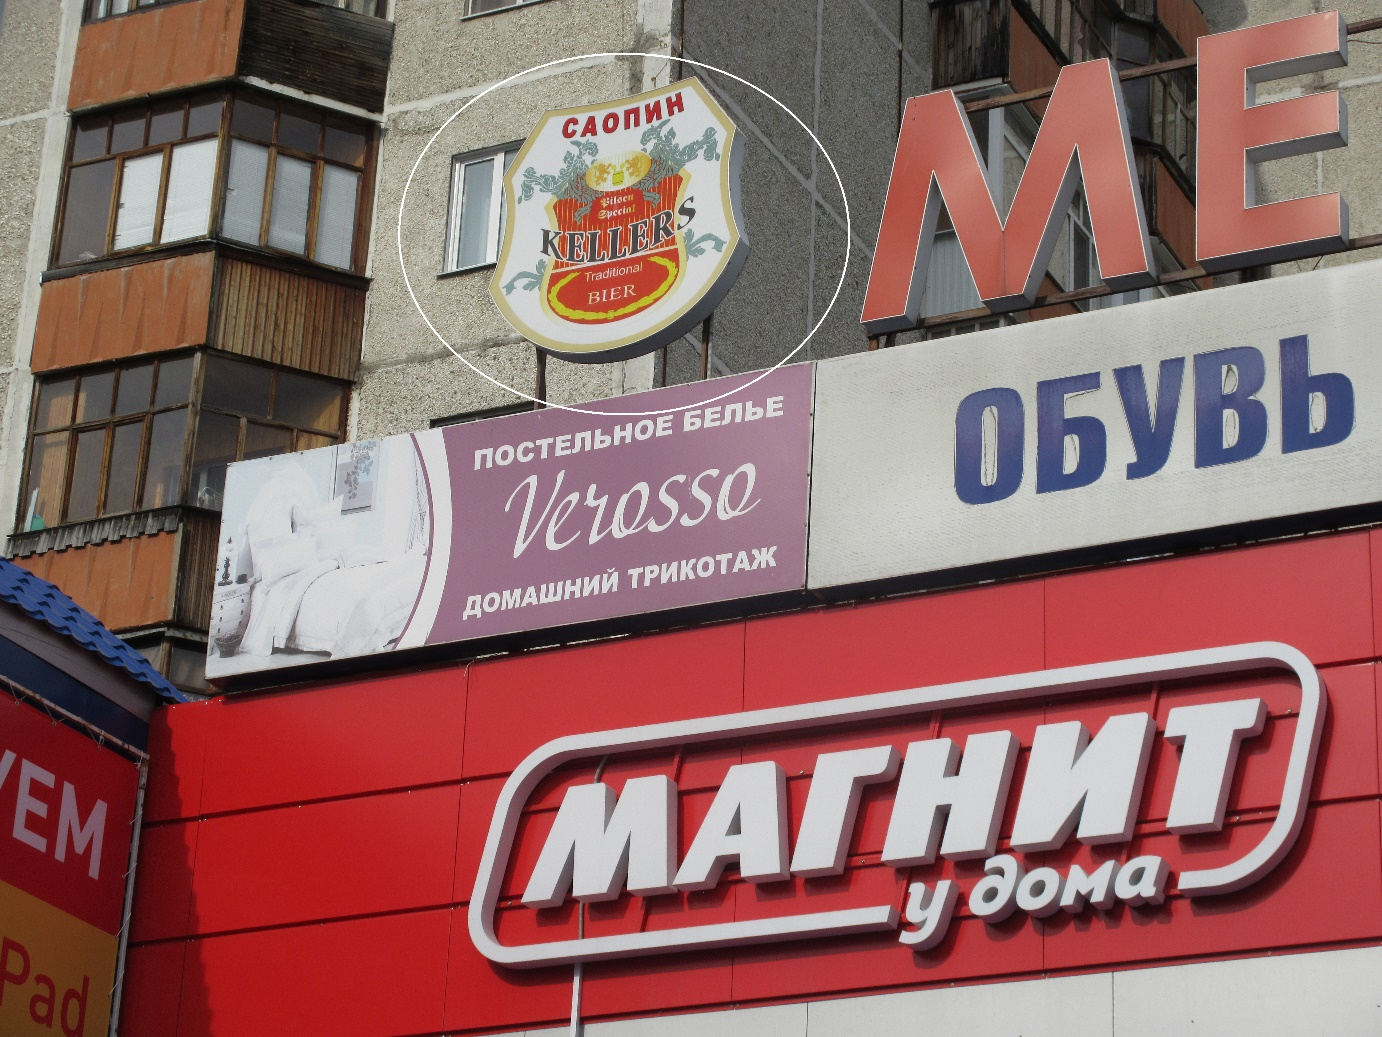 САОПИН
Pilsen
Special
KELLERS
Traditional
BIER
МЕ
ПОСТЕЛЬНОЕ БЕЛЬЕ
Verosso
ДОМАШНИЙ ТРИКОТАЖ
ОБУВЬ
МАГНИТ
у дома
УЕМ
Pad